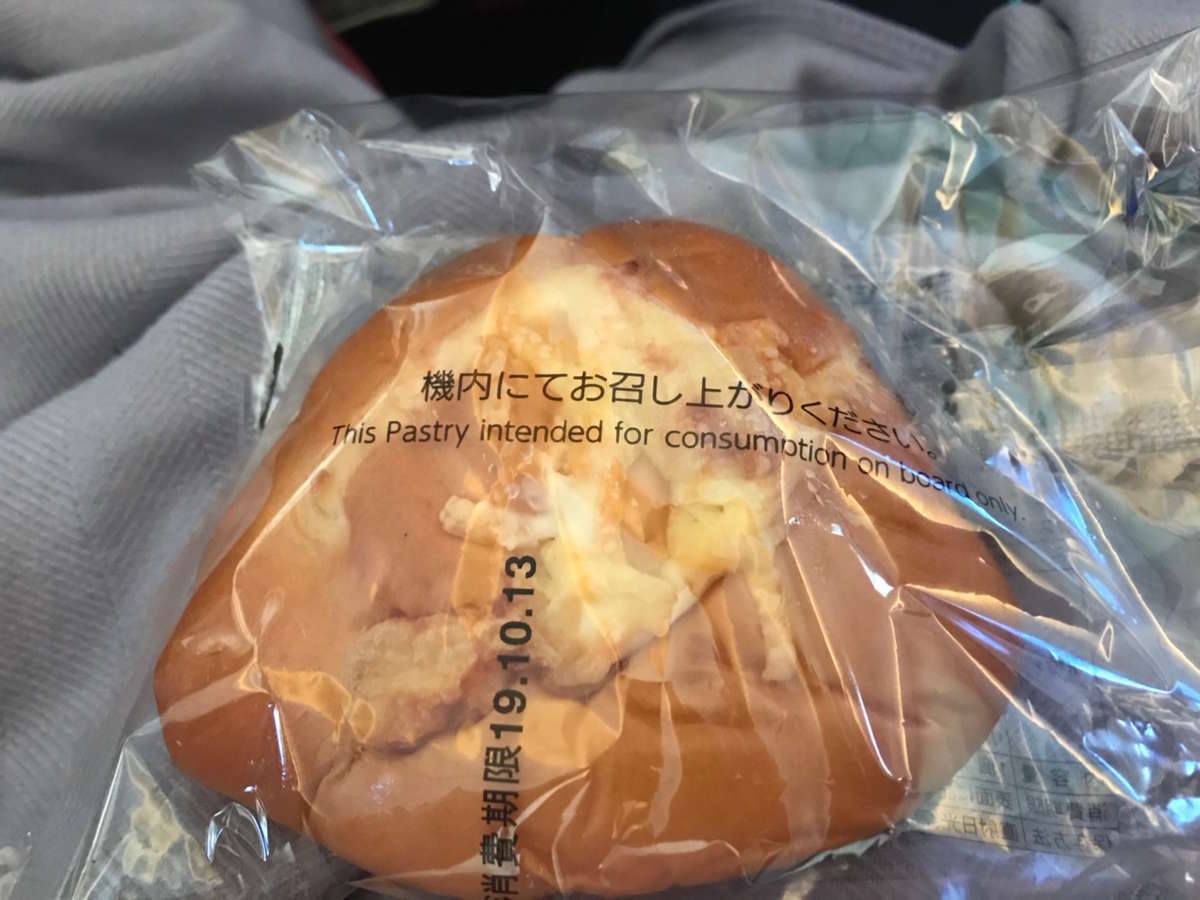 機内にてお召し上がりください。
This Pastry intended for consumption on board only.
消費期限19.10.13